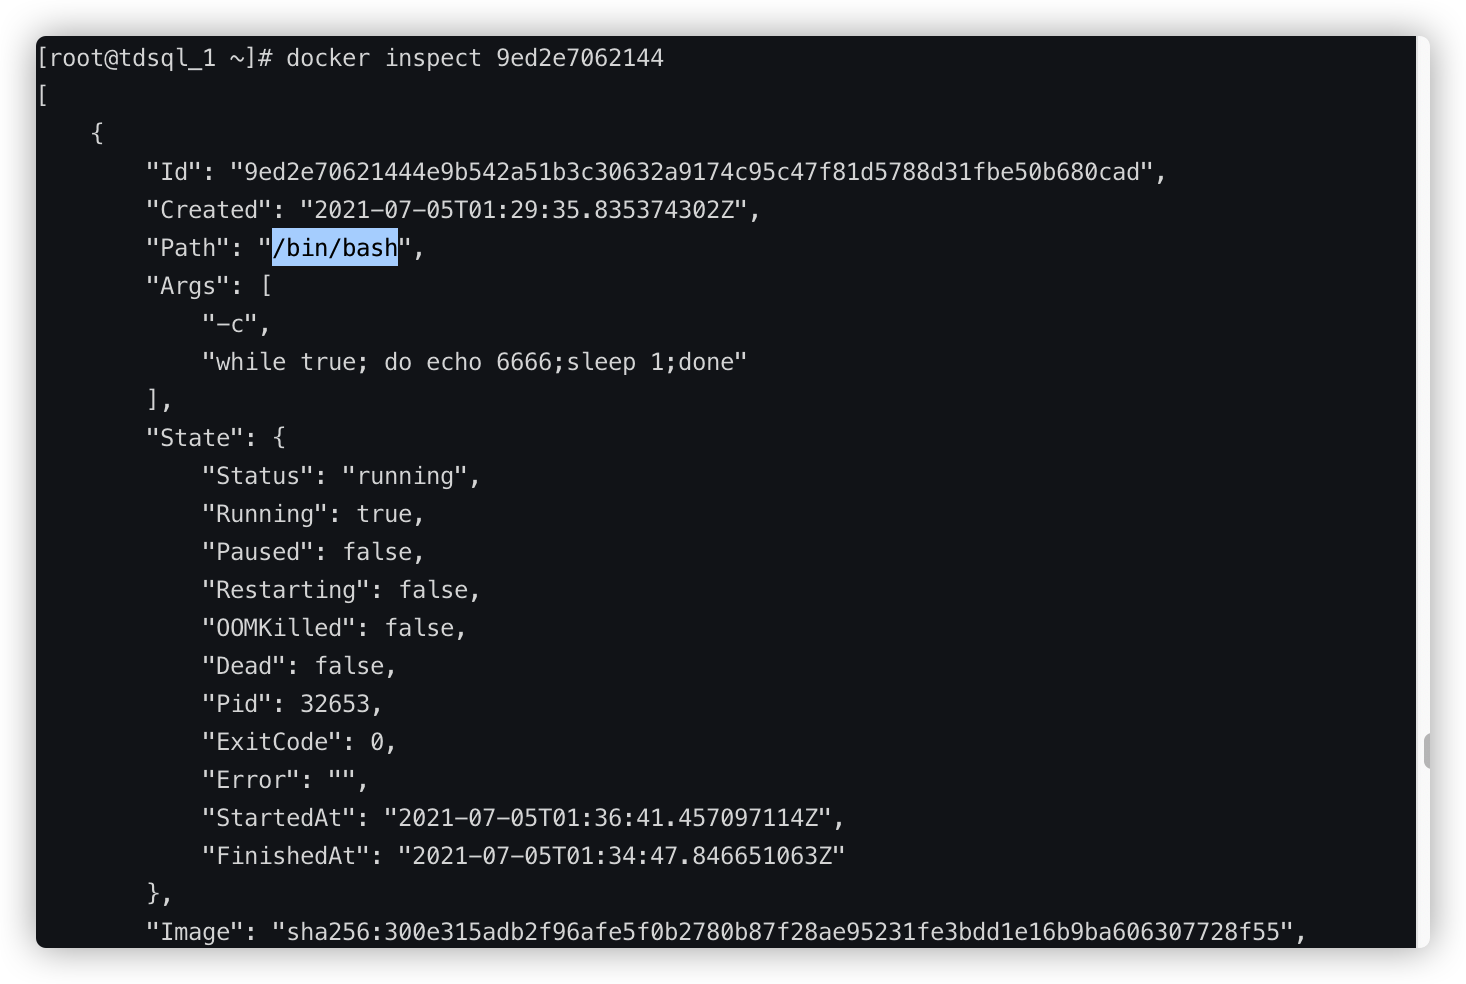 [root@tdsql_1 ~]# docker inspect 9ed2e7062144
[
    {
        "Id": "9ed2e70621444e9b542a51b3c30632a9174c95c47f81d5788d31fbe50b680cad",
        "Created": "2021-07-05T01:29:35.835374302Z",
        "Path": "/bin/bash",
        "Args": [
            "-c",
            "while true; do echo 6666;sleep 1;done"
        ],
        "State": {
            "Status": "running",
            "Running": true,
            "Paused": false,
            "Restarting": false,
            "OOMKilled": false,
            "Dead": false,
            "Pid": 32653,
            "ExitCode": 0,
            "Error": "",
            "StartedAt": "2021-07-05T01:36:41.457097114Z",
            "FinishedAt": "2021-07-05T01:34:47.846651063Z"
        },
        "Image": "sha256:300e315adb2f96afe5f0b2780b87f28ae95231fe3bdd1e16b9ba606307728f55",